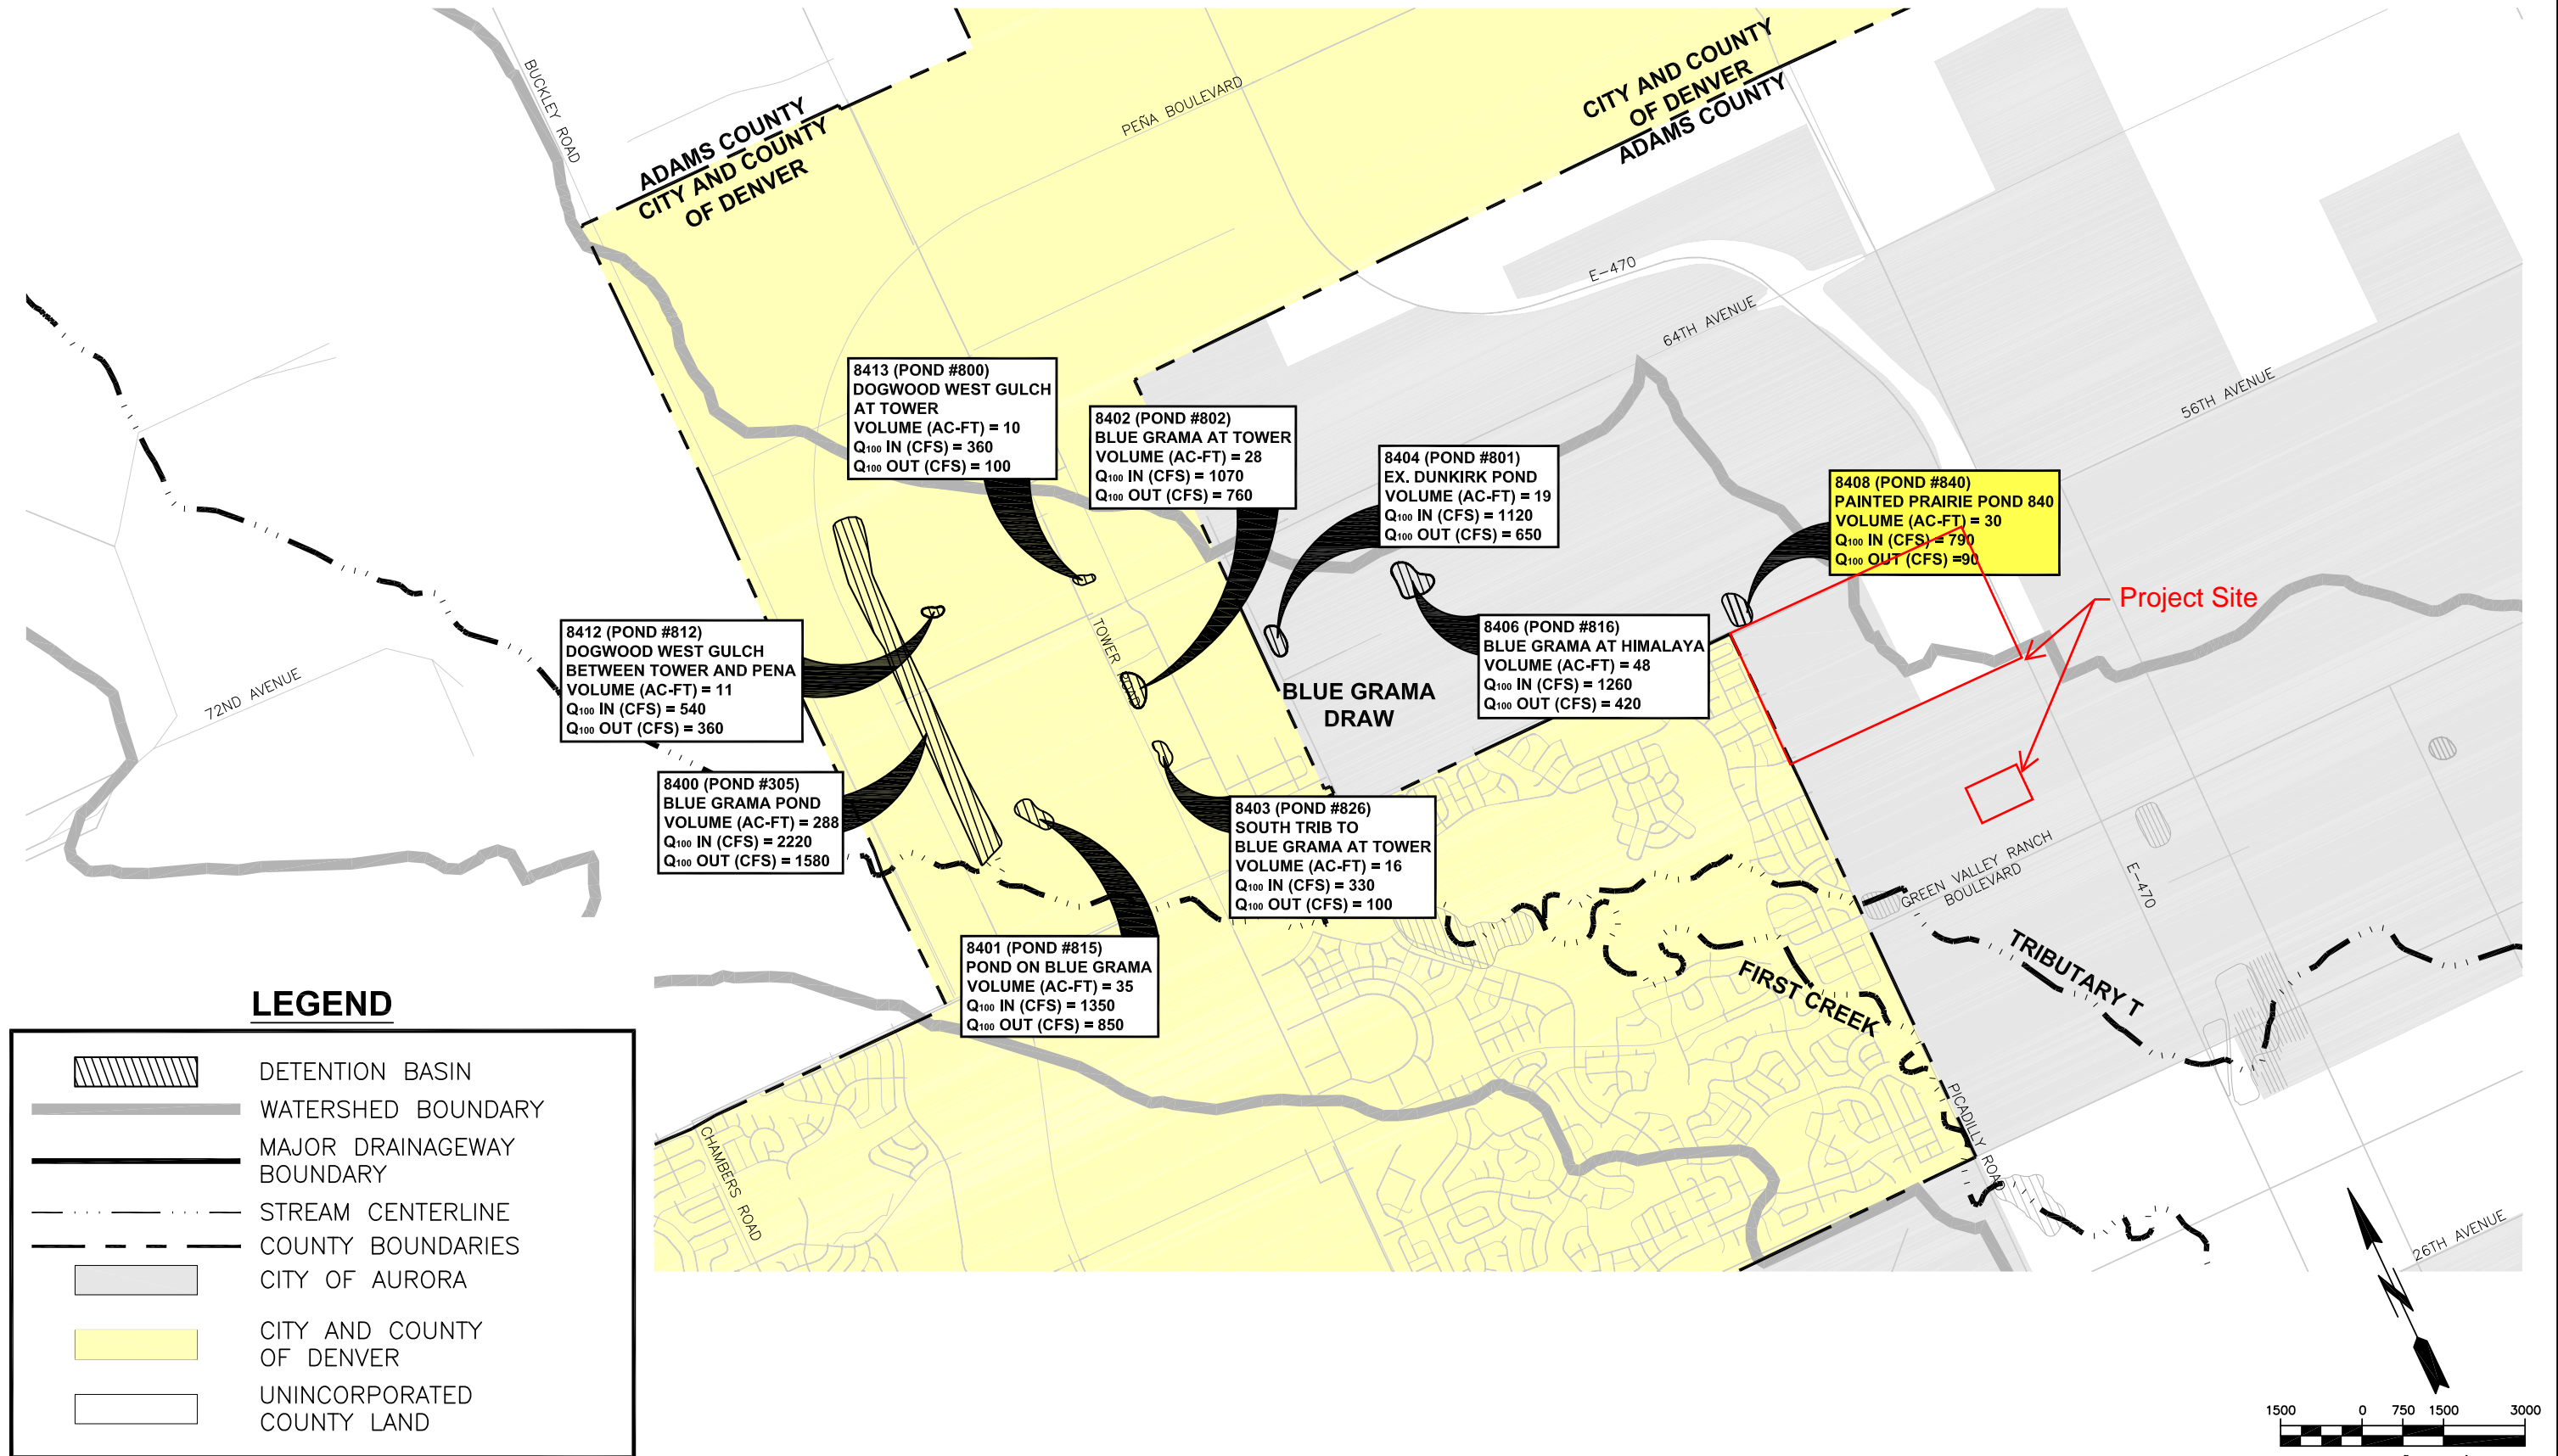 BUCKLEY ROAD
ADAMS COUNTY
CITY AND COUNTY
OF DENVER
PEÑA BOULEVARD
CITY AND COUNTY
OF DENVER
ADAMS COUNTY
E-470
64TH AVENUE
56TH AVENUE
8413 (POND #800)
DOGWOOD WEST GULCH
AT TOWER
VOLUME (AC-FT) = 10
Q100 IN (CFS) = 360
Q100 OUT (CFS) = 100
8402 (POND #802)
BLUE GRAMA AT TOWER
VOLUME (AC-FT) = 28
Q100 IN (CFS) = 1070
Q100 OUT (CFS) = 760
8404 (POND #801)
EX. DUNKIRK POND
VOLUME (AC-FT) = 19
Q100 IN (CFS) = 1120
Q100 OUT (CFS) = 650
8408 (POND #840)
PAINTED PRAIRIE POND 840
VOLUME (AC-FT) = 30
Q100 IN (CFS) = 790
Q100 OUT (CFS) =90
Project Site
8412 (POND #812)
DOGWOOD WEST GULCH
BETWEEN TOWER AND PENA
VOLUME (AC-FT) = 11
Q100 IN (CFS) = 540
Q100 OUT (CFS) = 360
TOWER ROAD
8406 (POND #816)
BLUE GRAMA AT HIMALAYA
VOLUME (AC-FT) = 48
Q100 IN (CFS) = 1260
Q100 OUT (CFS) = 420
BLUE GRAMA
DRAW
72ND AVENUE
8400 (POND #305)
BLUE GRAMA POND
VOLUME (AC-FT) = 288
Q100 IN (CFS) = 2220
Q100 OUT (CFS) = 1580
8403 (POND #826)
SOUTH TRIB TO
BLUE GRAMA AT TOWER
VOLUME (AC-FT) = 16
Q100 IN (CFS) = 330
Q100 OUT (CFS) = 100
GREEN VALLEY RANCH
BOULEVARD
E-470
8401 (POND #815)
POND ON BLUE GRAMA
VOLUME (AC-FT) = 35
Q100 IN (CFS) = 1350
Q100 OUT (CFS) = 850
TRIBUTARY T
FIRST CREEK
PICADILLY ROAD
CHAMBERS ROAD
26TH AVENUE
LEGEND
DETENTION BASIN
WATERSHED BOUNDARY
MAJOR DRAINAGEWAY
BOUNDARY
STREAM CENTERLINE
COUNTY BOUNDARIES
CITY OF AURORA
CITY AND COUNTY
OF DENVER
UNINCORPORATED
COUNTY LAND
1500 0 750 1500 3000